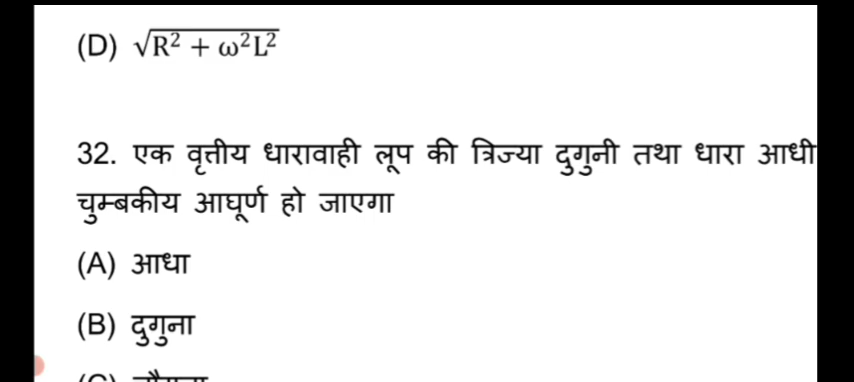 (D) √R² + ω²L²
32. एक वृत्तीय धारावाही लूप की त्रिज्या दुगुनी तथा धारा आधी
चुम्बकीय आघूर्ण हो जाएगा
(A) आधा
(B) दुगुना